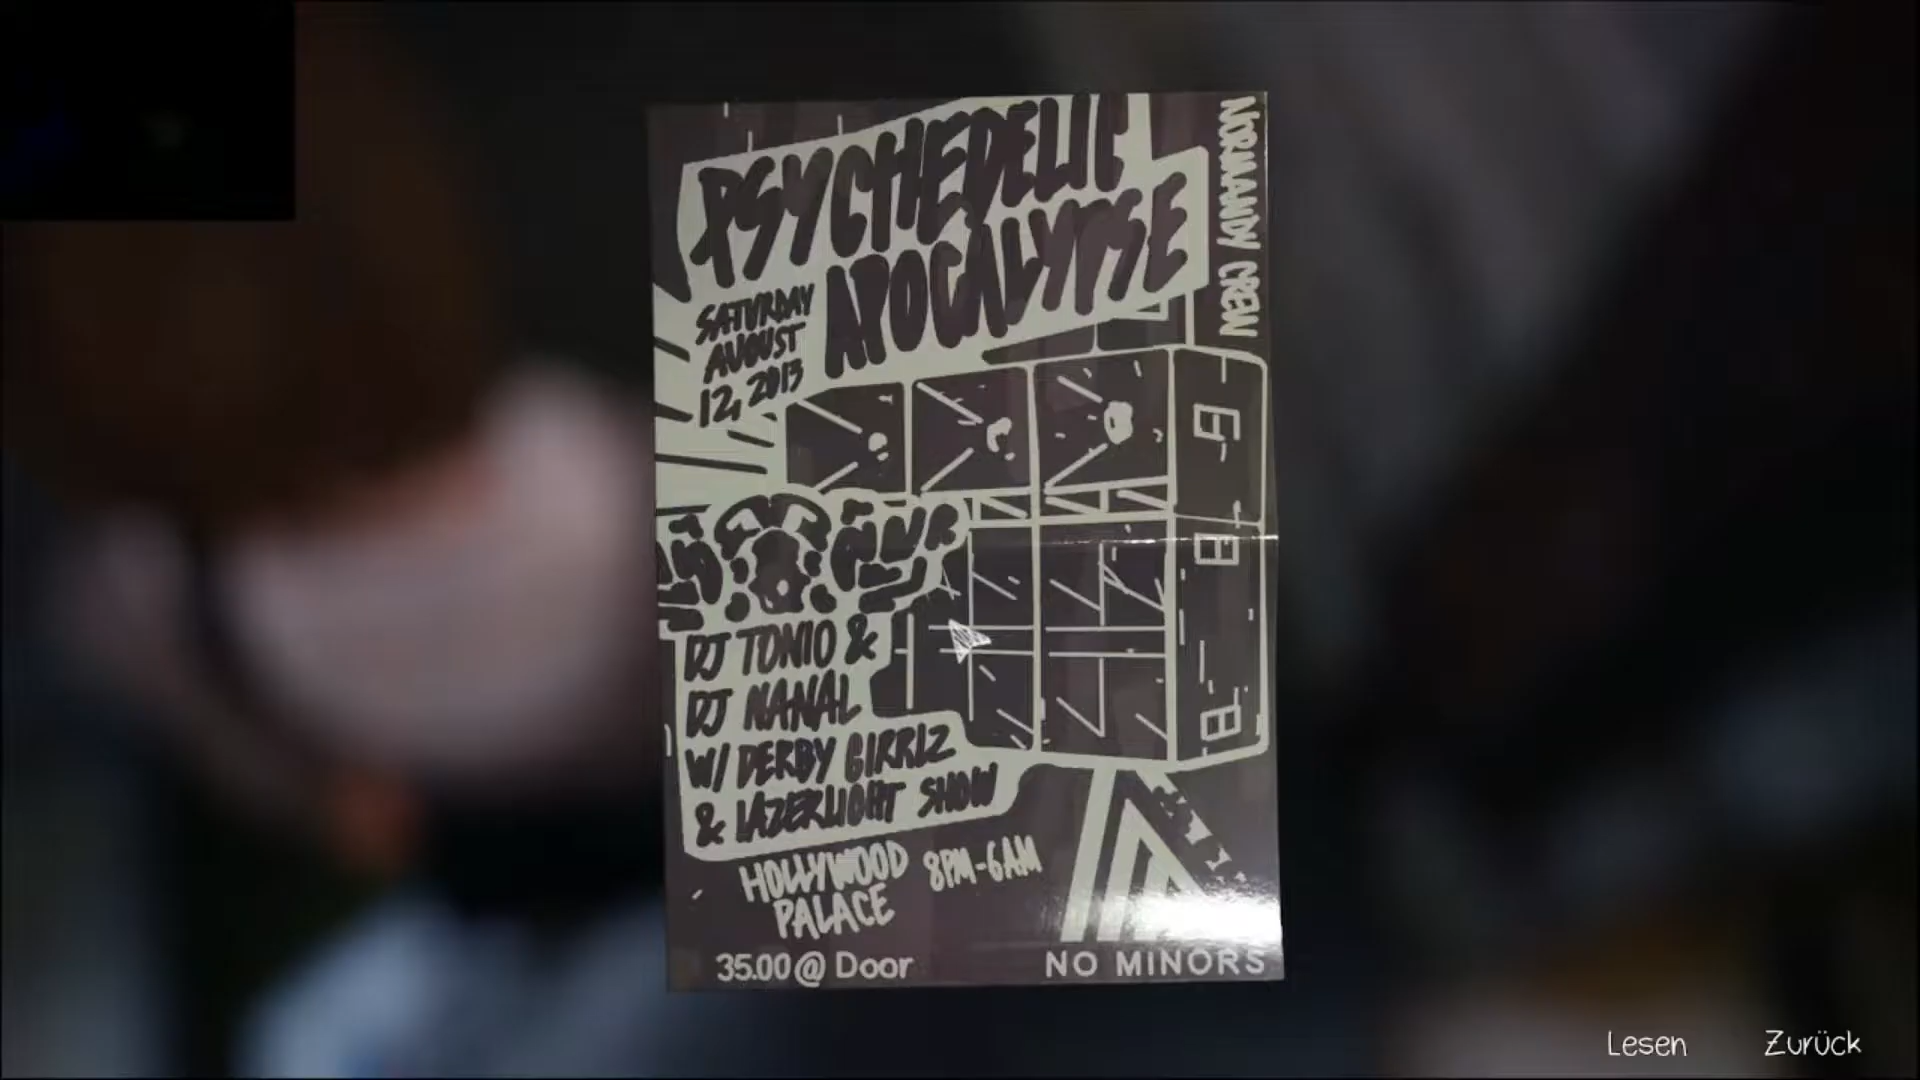 PSYCHEDELIC
APOCALYPSE
NORMANDY CREW
SATURDAY
AUGUST
12, 2013
DJ TONIO &
DJ NANAL
W/ DERBY GIRRLZ
& LAZERLIGHT SHOW
HOLLYWOOD
PALACE
8PM-6AM
35.00@Door
NO MINORS
Lesen
Zurück